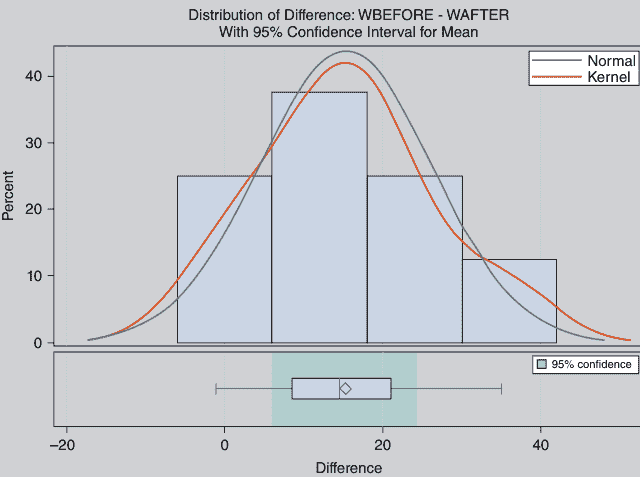 Distribution of Difference: WBEFORE - WAFTER
With 95% Confidence Interval for Mean
Normal
Kernel
40
30
20
10
0
Percent
95% confidence
–20 0 20 40
Difference